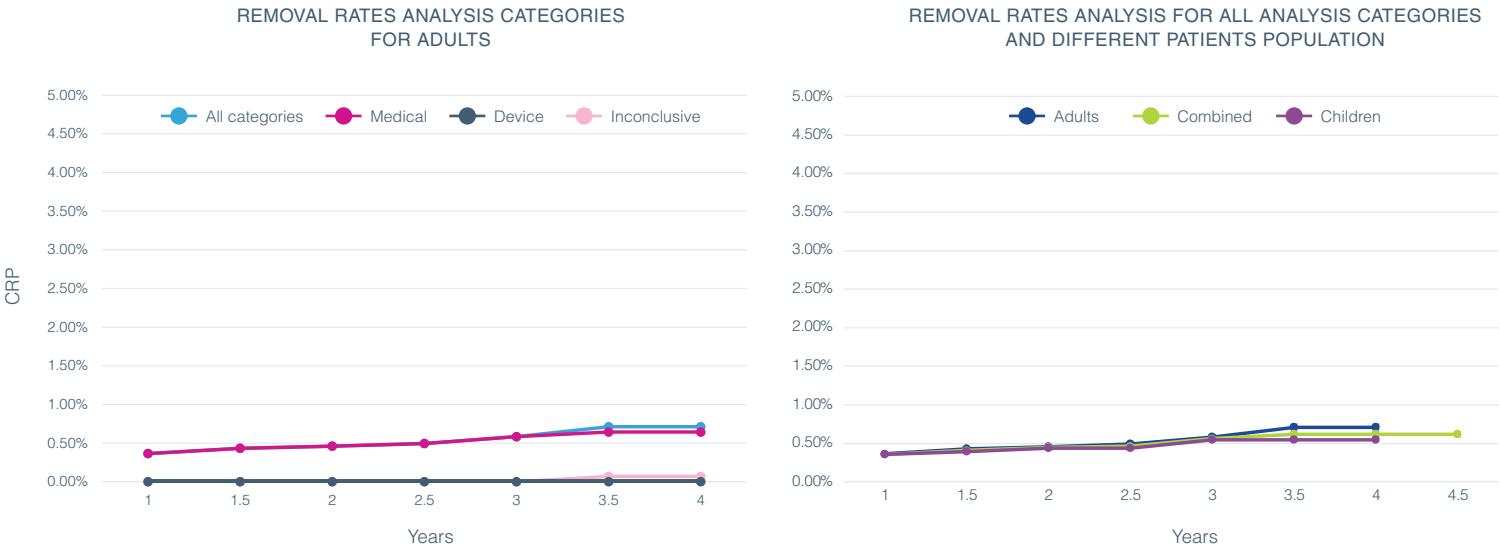 REMOVAL RATES ANALYSIS CATEGORIES
FOR ADULTS
5.00%
All categories Medical Device Inconclusive
4.50%
4.00%
3.50%
3.00%
CRP
2.50%
2.00%
1.50%
1.00%
0.50%
0.00%
1 1.5 2 2.5 3 3.5 4
Years
REMOVAL RATES ANALYSIS FOR ALL ANALYSIS CATEGORIES
AND DIFFERENT PATIENTS POPULATION
5.00%
Adults Combined Children
4.50%
4.00%
3.50%
3.00%
2.50%
2.00%
1.50%
1.00%
0.50%
0.00%
1 1.5 2 2.5 3 3.5 4 4.5
Years